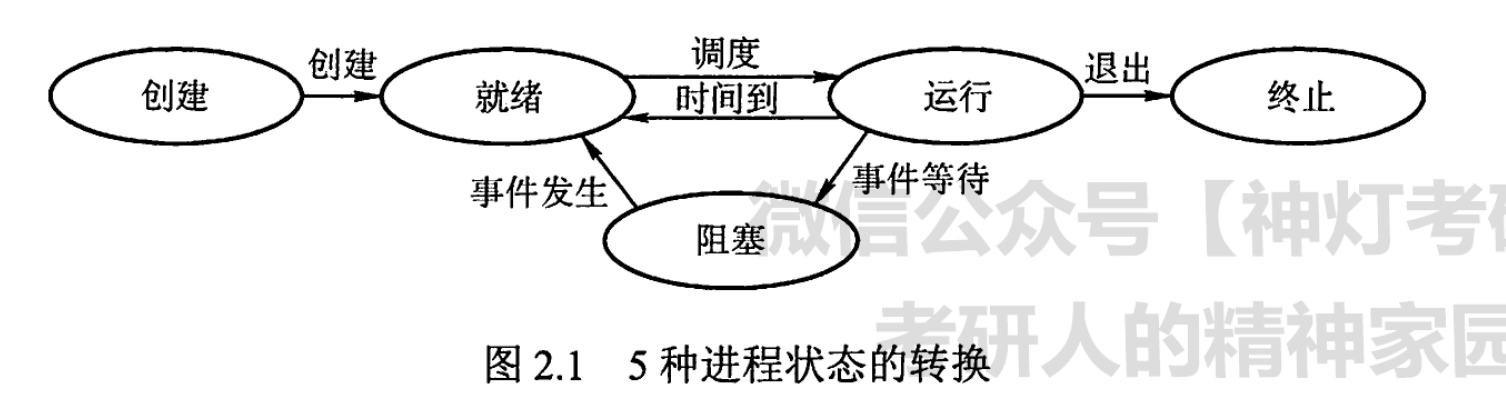 创建
创建
就绪
调度
时间到
运行
退出
终止
事件发生
事件等待
阻塞
微信公众号【神灯考研
考研人的精神家园
图 2.1 5 种进程状态的转换